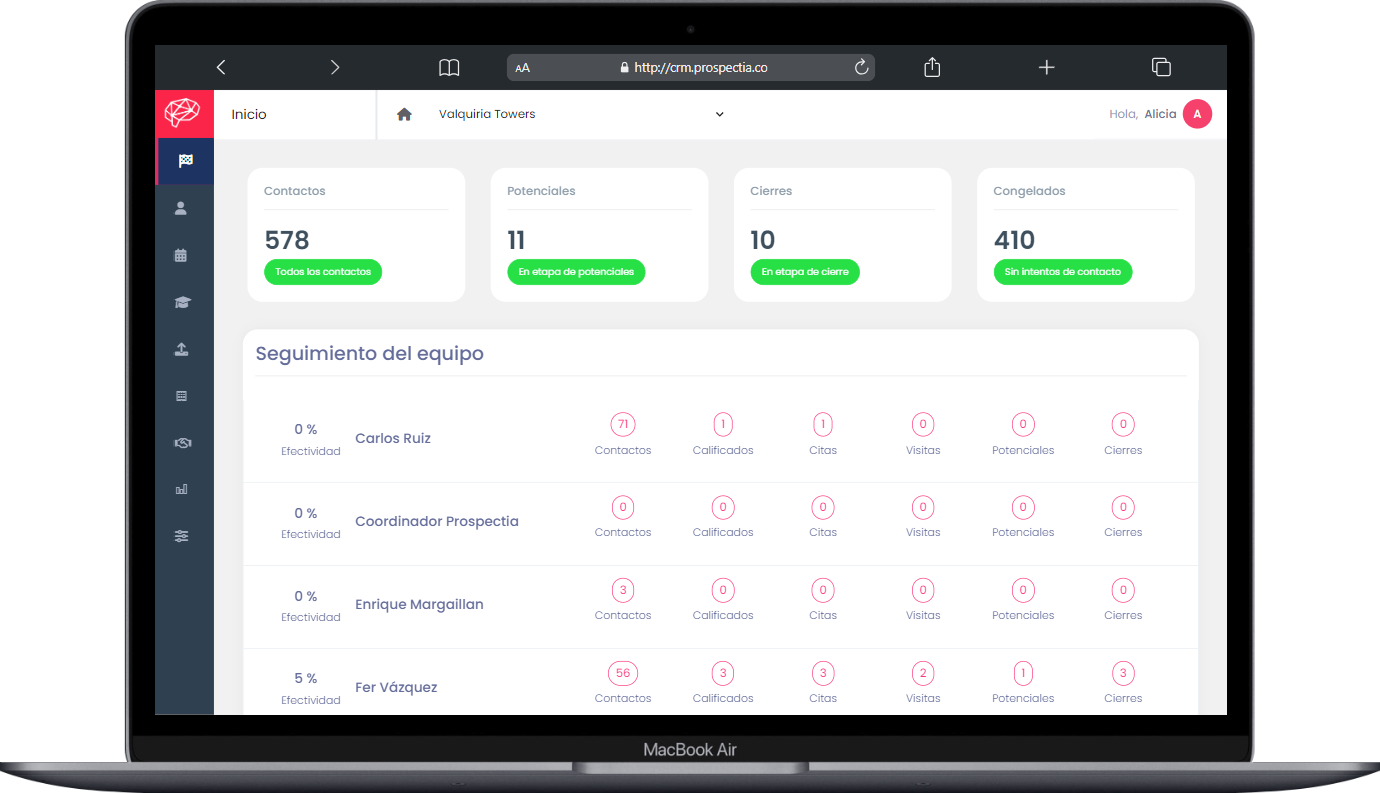 AA http://crm.prospectia.co
Inicio
Valquiria Towers
Hola, Alicia A
Contactos Potenciales Cierres Congelados
578 11 10 410
Todos los contactos En etapa de potenciales En etapa de cierre Sin intentos de contacto
Seguimiento del equipo
0 % Carlos Ruiz 71 1 1 0 0 0
Efectividad Contactos Calificados Citas Visitas Potenciales Cierres
0 % Coordinador Prospectia 0 0 0 0 0 0
Efectividad Contactos Calificados Citas Visitas Potenciales Cierres
0 % Enrique Margaillan 3 0 0 0 0 0
Efectividad Contactos Calificados Citas Visitas Potenciales Cierres
5 % Fer Vázquez 56 3 3 2 1 3
Efectividad Contactos Calificados Citas Visitas Potenciales Cierres
MacBook Air